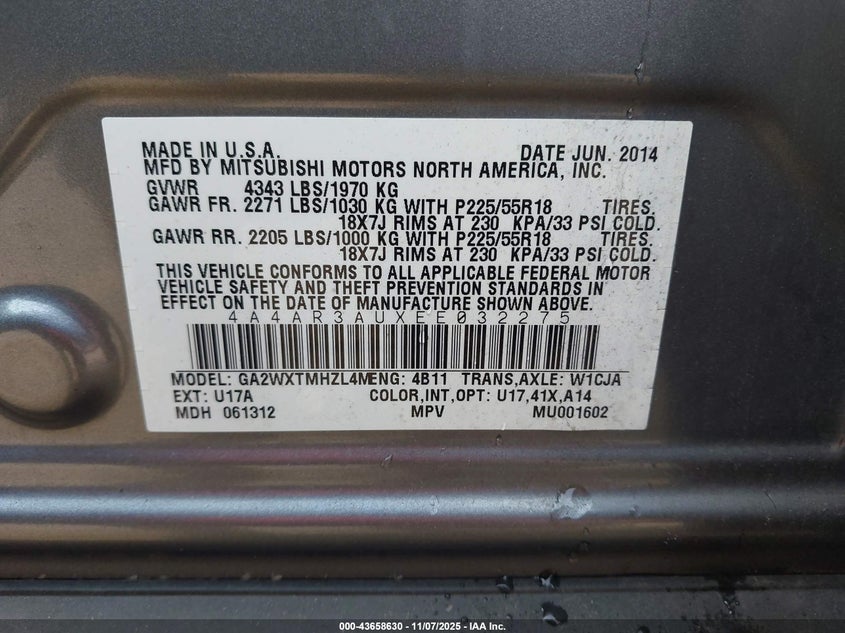 MADE IN U.S.A. DATE JUN. 2014
MFD BY MITSUBISHI MOTORS NORTH AMERICA, INC.
GVWR 4343 LBS/1970 KG
GAWR FR. 2271 LBS/1030 KG WITH P225/55R18 TIRES.
18X7J RIMS AT 230 KPA/33 PSI COLD.
GAWR RR. 2205 LBS/1000 KG WITH P225/55R18 TIRES.
18X7J RIMS AT 230 KPA/33 PSI COLD.
THIS VEHICLE CONFORMS TO ALL APPLICABLE FEDERAL MOTOR
VEHICLE SAFETY AND THEFT PREVENTION STANDARDS IN
EFFECT ON THE DATE OF MANUFACTURE SHOWN ABOVE.
4A4AR3AUXEE032275
MODEL: GA2WXTMHZL4M ENG: 4B11 TRANS,AXLE: W1CJA
EXT: U17A COLOR,INT,OPT: U17,41X,A14
MDH 061312 MPV MU001602
000-43658630 - 11/07/2025 - IAA Inc.